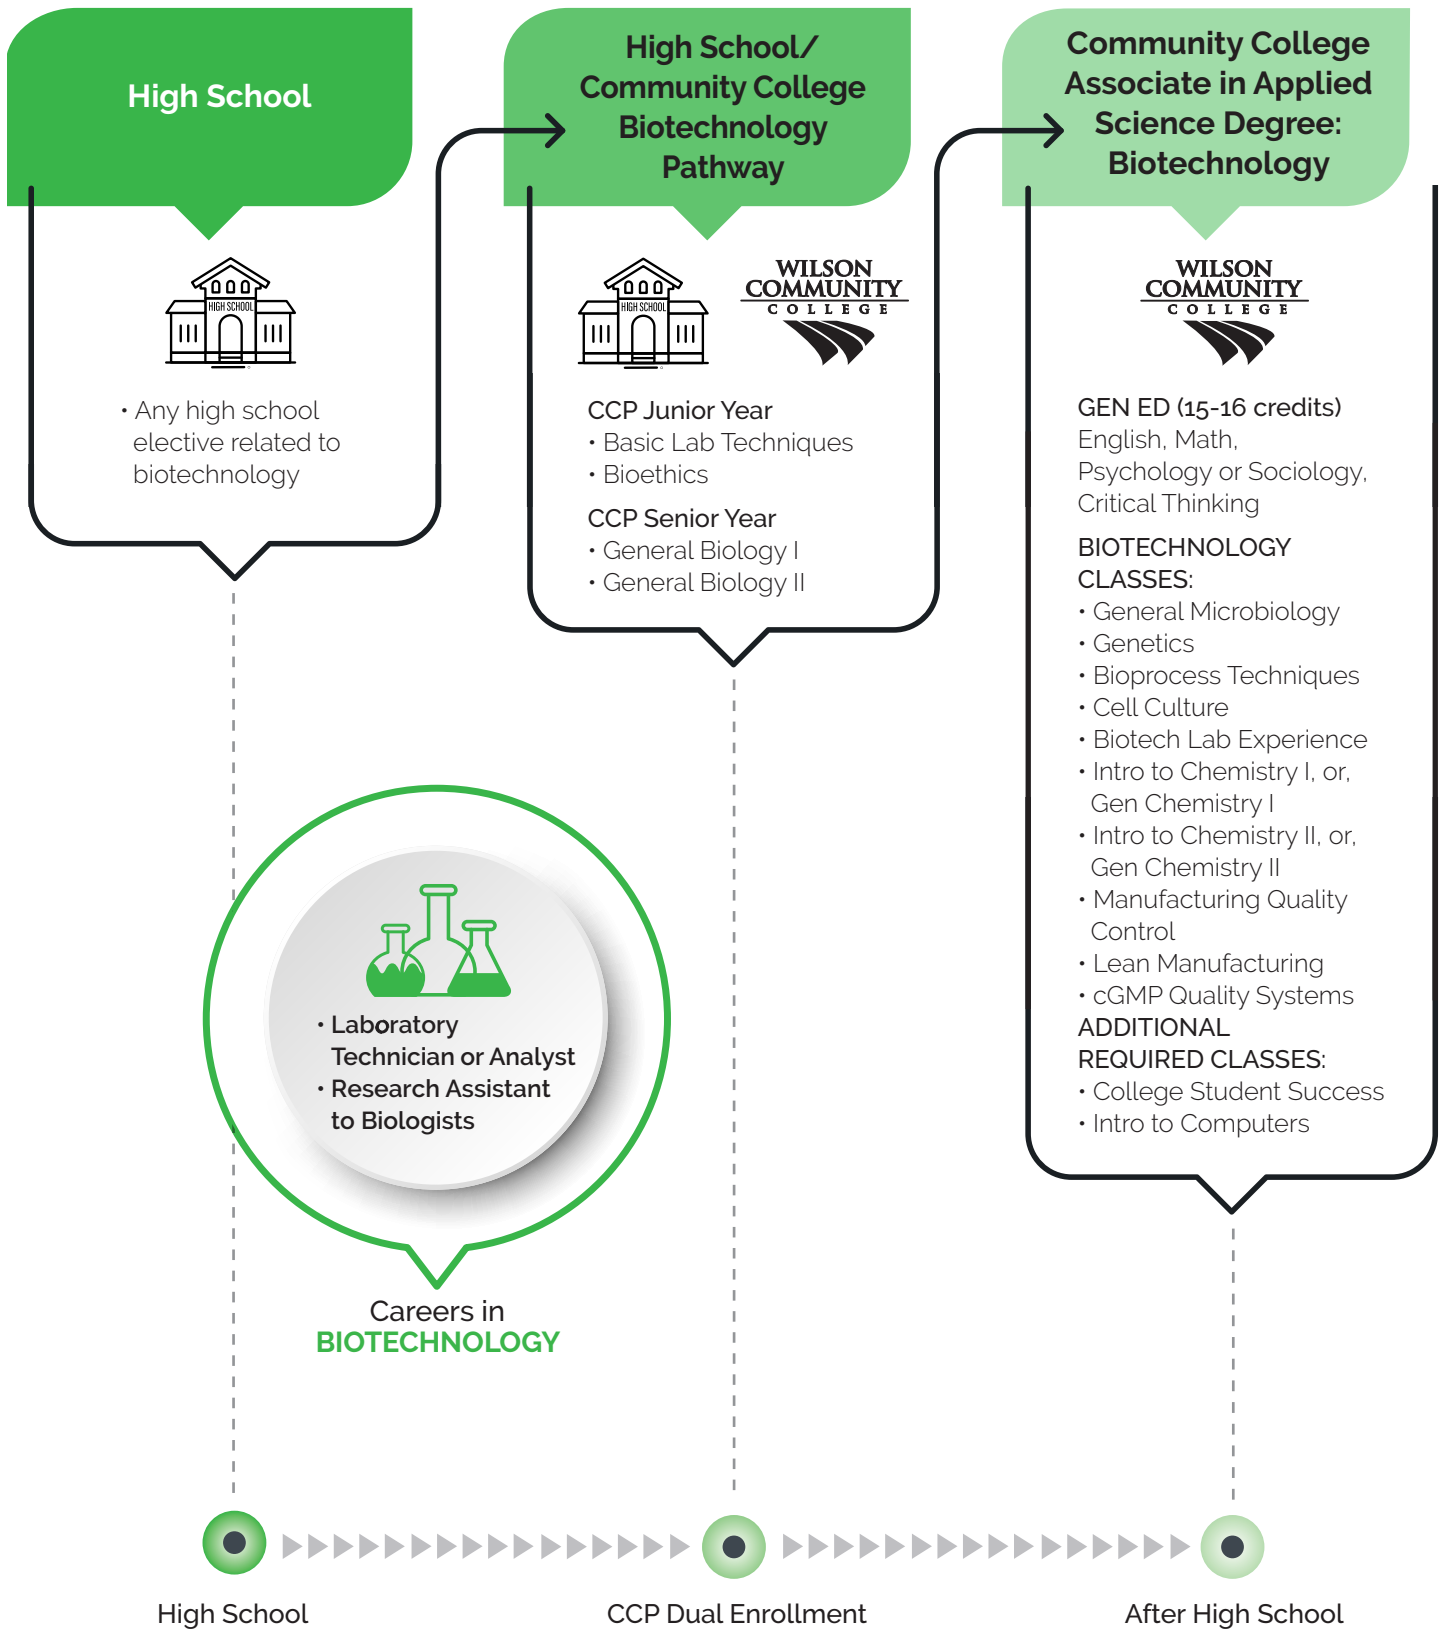 High School
HIGH SCHOOL
• Any high school
elective related to
biotechnology
High School/
Community College
Biotechnology
Pathway
HIGH SCHOOL
WILSON
COMMUNITY
COLLEGE
CCP Junior Year
• Basic Lab Techniques
• Bioethics
CCP Senior Year
• General Biology I
• General Biology II
Community College
Associate in Applied
Science Degree:
Biotechnology
WILSON
COMMUNITY
COLLEGE
GEN ED (15-16 credits)
English, Math,
Psychology or Sociology,
Critical Thinking
BIOTECHNOLOGY
CLASSES:
• General Microbiology
• Genetics
• Bioprocess Techniques
• Cell Culture
• Biotech Lab Experience
• Intro to Chemistry I, or,
Gen Chemistry I
• Intro to Chemistry II, or,
Gen Chemistry II
• Manufacturing Quality
Control
• Lean Manufacturing
• cGMP Quality Systems
ADDITIONAL
REQUIRED CLASSES:
• College Student Success
• Intro to Computers
• Laboratory
Technician or Analyst
• Research Assistant
to Biologists
Careers in
BIOTECHNOLOGY
High School
CCP Dual Enrollment
After High School